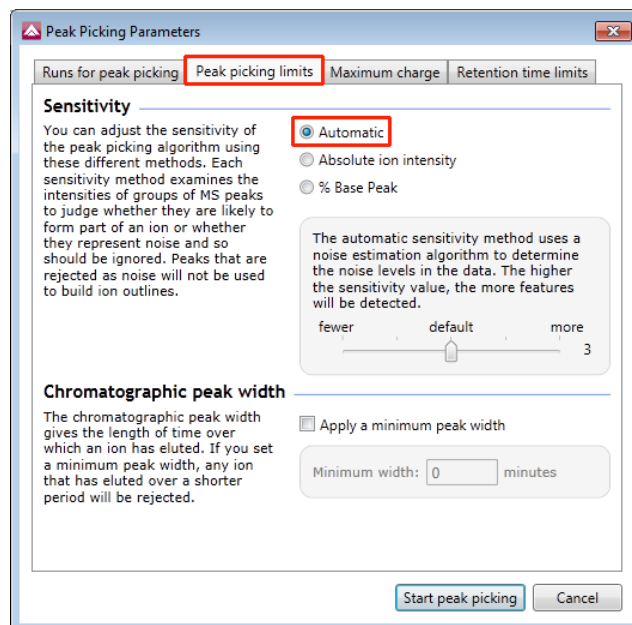 Peak Picking Parameters
Runs for peak picking Peak picking limits Maximum charge Retention time limits
Sensitivity
You can adjust the sensitivity of
the peak picking algorithm using
these different methods. Each
sensitivity method examines the
intensities of groups of MS peaks
to judge whether they are likely to
form part of an ion or whether
they represent noise and so
should be ignored. Peaks that are
rejected as noise will not be used
to build ion outlines.
Automatic
Absolute ion intensity
% Base Peak
The automatic sensitivity method uses a
noise estimation algorithm to determine
the noise levels in the data. The higher
the sensitivity value, the more features
will be detected.
fewer default more
3
Chromatographic peak width
The chromatographic peak width
gives the length of time over
which an ion has eluted. If you set
a minimum peak width, any ion
that has eluted over a shorter
period will be rejected.
Apply a minimum peak width
Minimum width: 0 minutes
Start peak picking Cancel